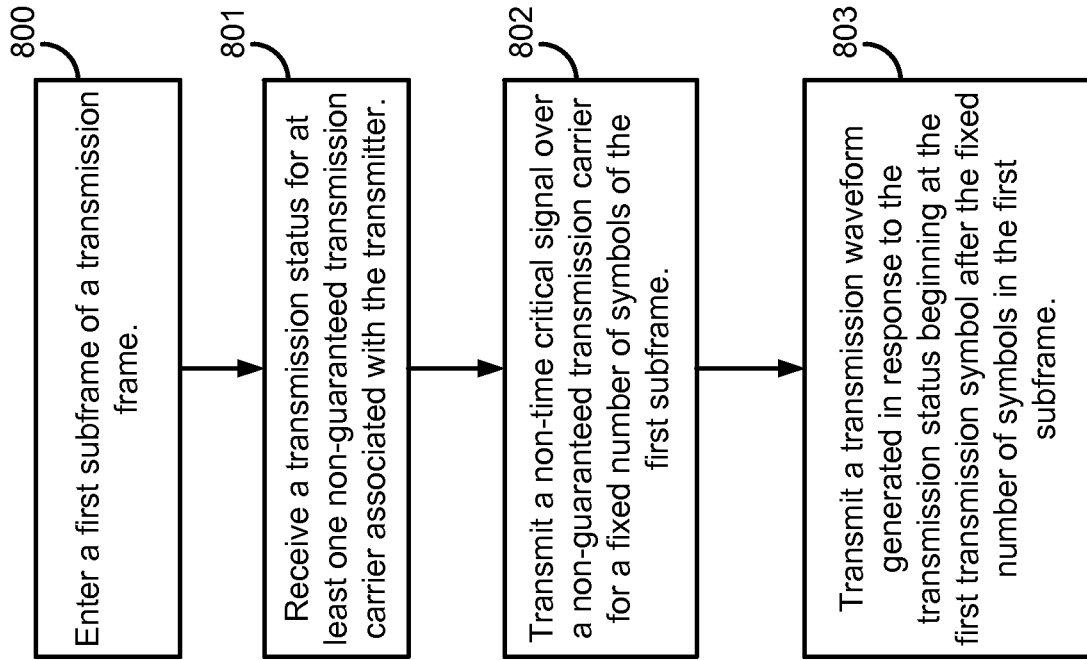 800
Enter a first subframe of a transmission
frame.
801
Receive a transmission status for at
least one non-guaranteed transmission
carrier associated with the transmitter.
802
Transmit a non-time critical signal over
a non-guaranteed transmission carrier
for a fixed number of symbols of the
first subframe.
803
Transmit a transmission waveform
generated in response to the
transmission status beginning at the
first transmission symbol after the fixed
number of symbols in the first
subframe.